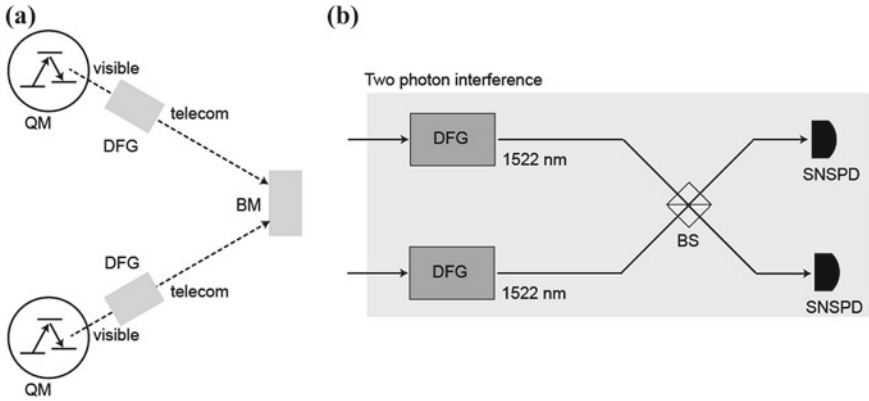 (a)
visible
QM
telecom
DFG
BM
DFG
telecom
visible
QM
(b)
Two photon interference
DFG
1522 nm
SNSPD
BS
DFG
1522 nm
SNSPD